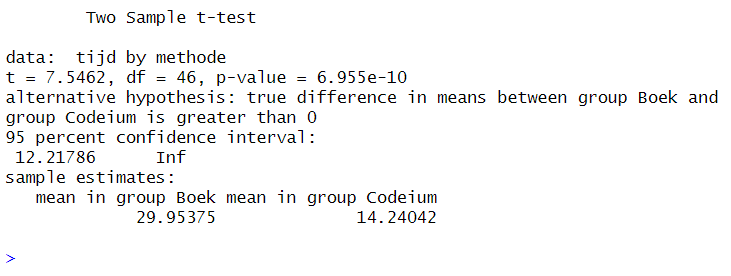 Two Sample t-test
data:  tijd by methode
t = 7.5462, df = 46, p-value = 6.955e-10
alternative hypothesis: true difference in means between group Boek and
group Codeium is greater than 0
95 percent confidence interval:
 12.21786      Inf
sample estimates:
   mean in group Boek mean in group Codeium
             29.95375              14.24042
>